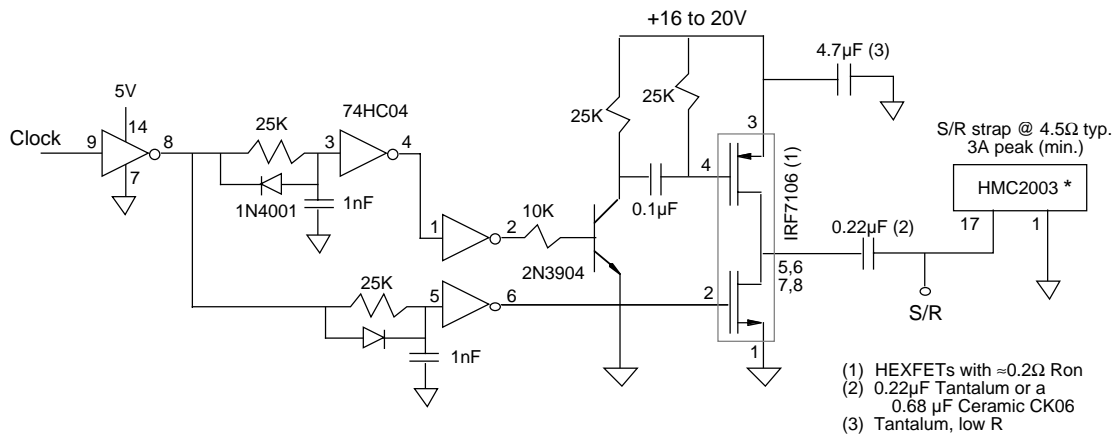 +16 to 20V
4.7µF (3)
5V
74HC04
25K
25K
25K
3
S/R strap @ 4.5Ω typ.
3A peak (min.)
Clock
9
14
8
3
4
4
IRF7106 (1)
HMC2003 *
7
1N4001
1nF
0.1µF
0.22µF (2)
17
1
1
2
10K
2N3904
5,6
7,8
25K
5
6
2
S/R
1nF
1
(1) HEXFETs with ≈0.2Ω Ron
(2) 0.22µF Tantalum or a
0.68 µF Ceramic CK06
(3) Tantalum, low R